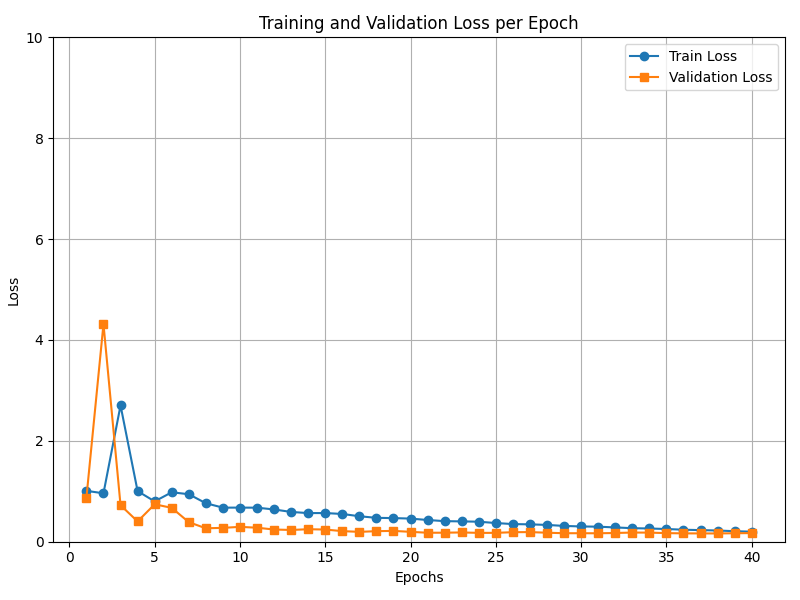 Training and Validation Loss per Epoch
Train Loss
Validation Loss
10
8
6
4
2
0
Loss
0 5 10 15 20 25 30 35 40
Epochs